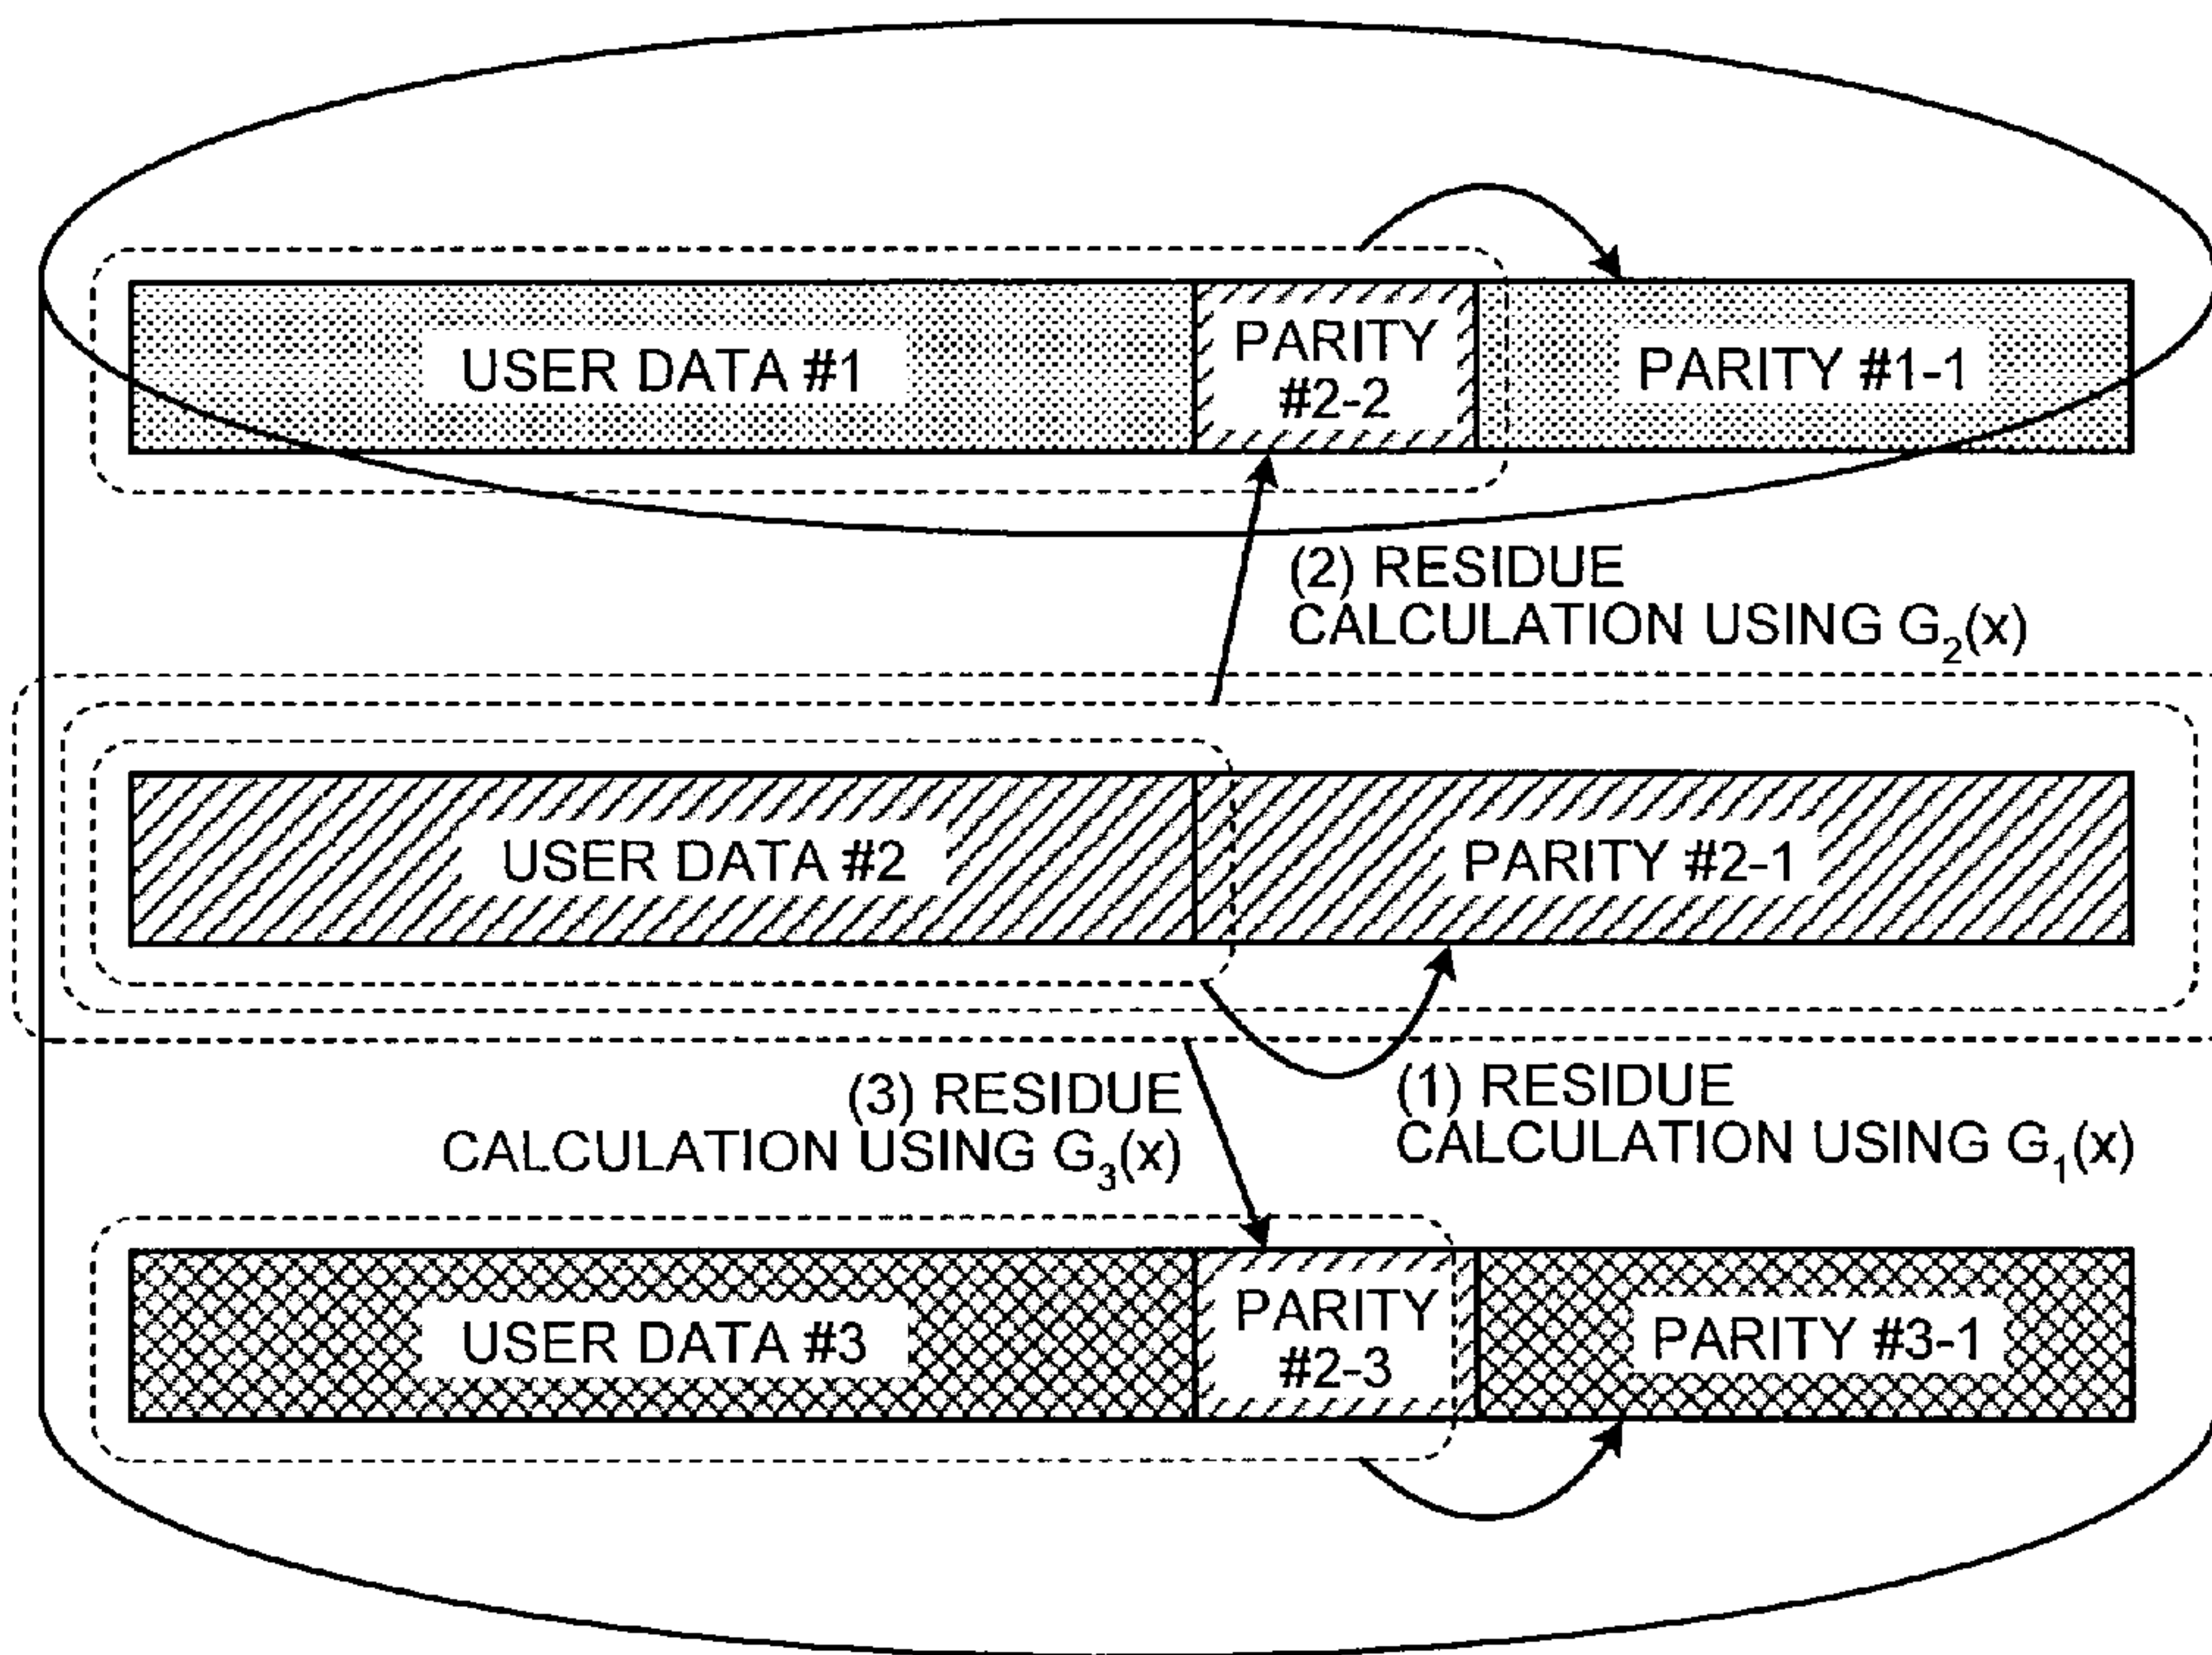 USER DATA #1
PARITY
#2-2
PARITY #1-1
(2) RESIDUE
CALCULATION USING G₂(x)
USER DATA #2
PARITY #2-1
(3) RESIDUE
CALCULATION USING G₃(x)
(1) RESIDUE
CALCULATION USING G₁(x)
USER DATA #3
PARITY
#2-3
PARITY #3-1